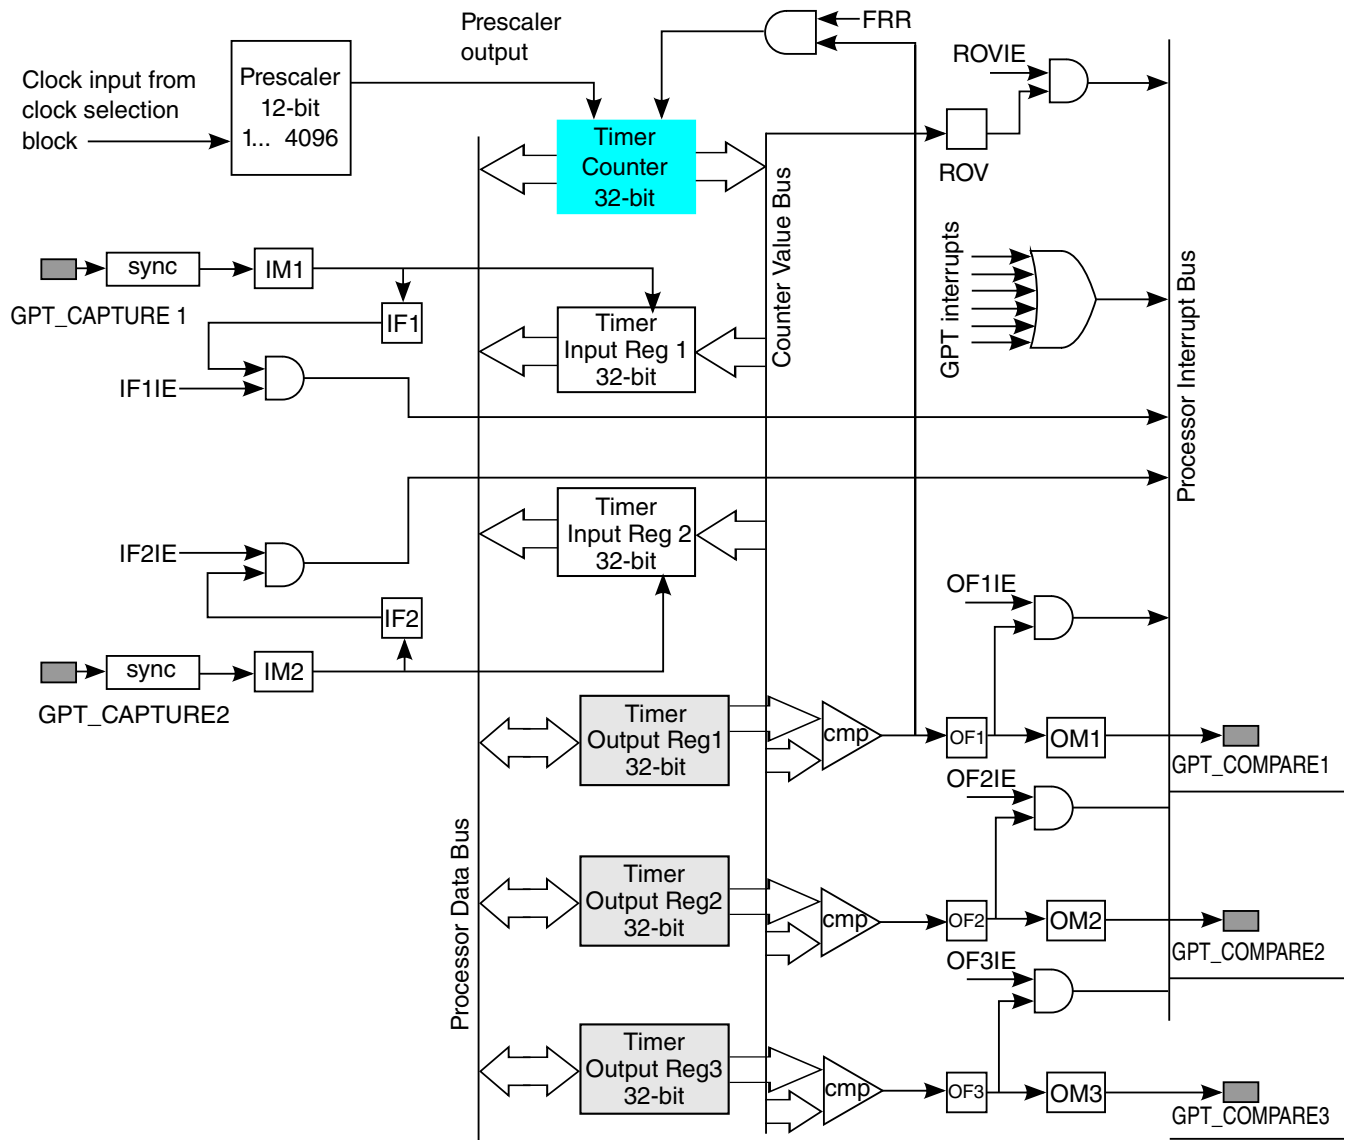 Prescaler
output
FRR
ROVIE
Clock input from
clock selection
block
Prescaler
12-bit
1... 4096
Timer
Counter
32-bit
ROV
Counter Value Bus
GPT interrupts
Processor Interrupt Bus
sync
IM1
GPT_CAPTURE 1
IF1
Timer
Input Reg 1
32-bit
IF1IE
Timer
Input Reg 2
32-bit
IF2IE
IF2
OF1IE
sync
IM2
GPT_CAPTURE2
Timer
Output Reg1
32-bit
cmp
OF1
OM1
GPT_COMPARE1
OF2IE
Processor Data Bus
Timer
Output Reg2
32-bit
cmp
OF2
OM2
GPT_COMPARE2
OF3IE
Timer
Output Reg3
32-bit
cmp
OF3
OM3
GPT_COMPARE3